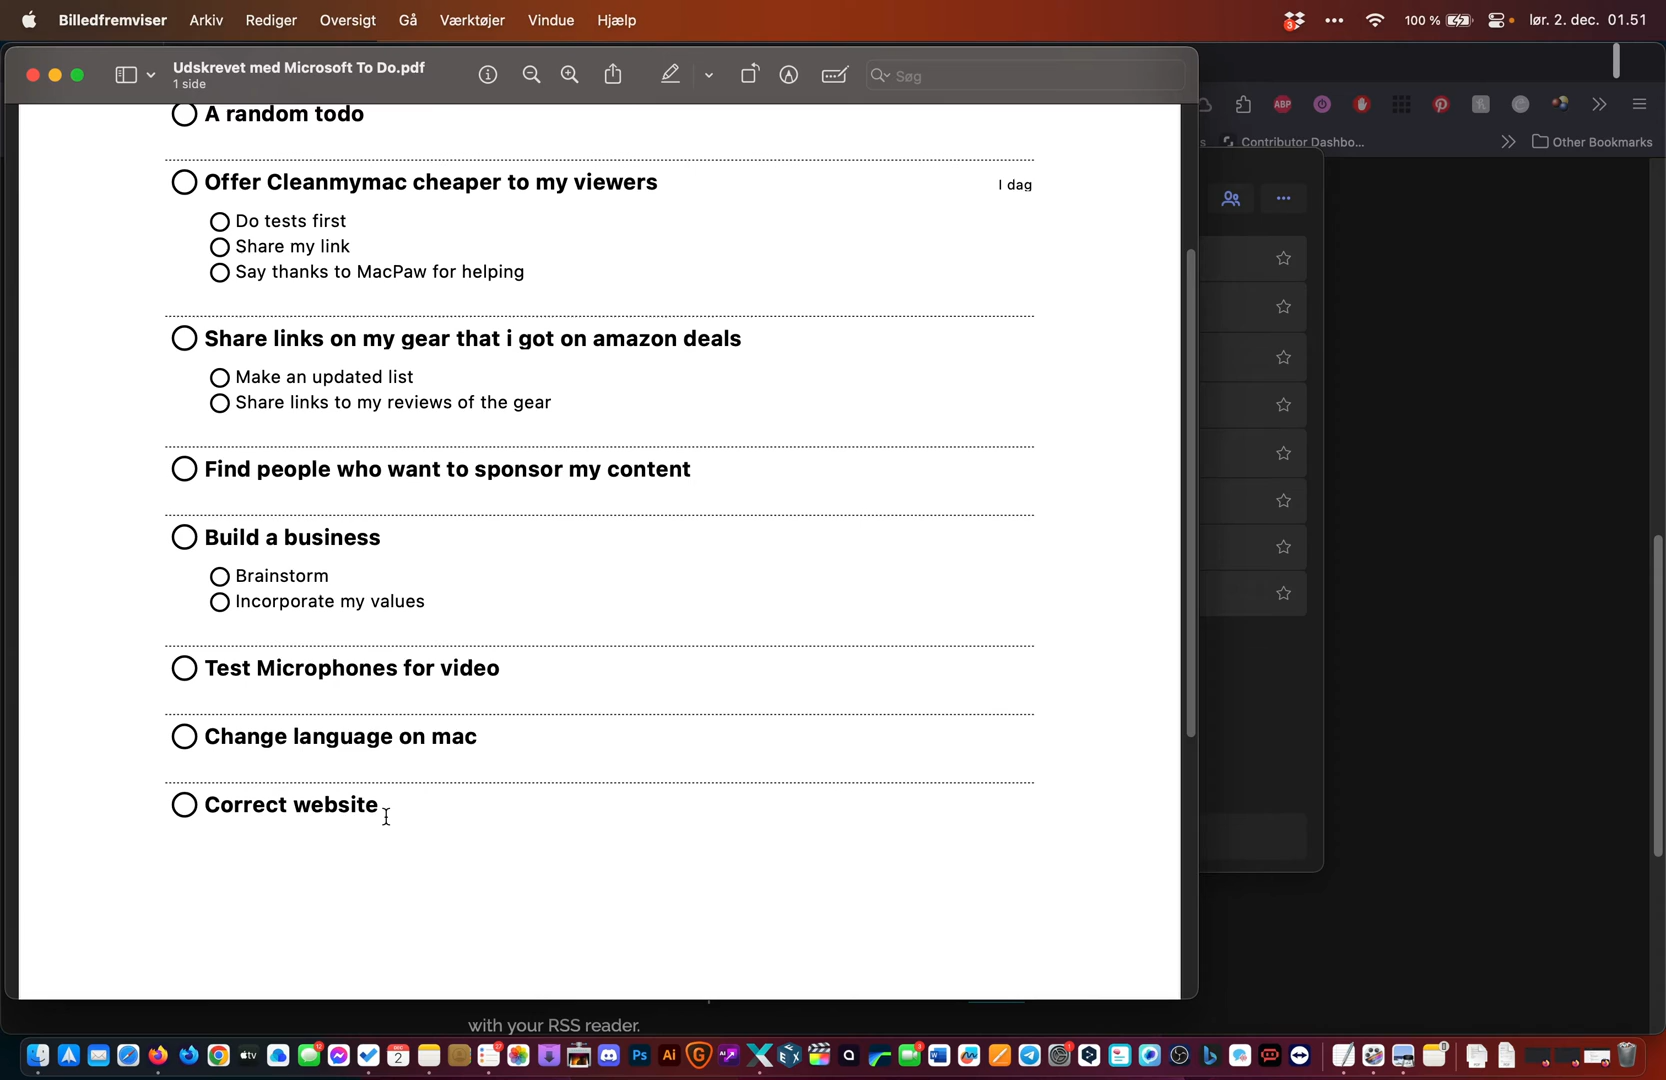 Billedfremviser Arkiv Rediger Oversigt Gå Værktøjer Vindue Hjælp 3 100 % lør. 2. dec. 01.51
Udskrevet med Microsoft To Do.pdf
1 side
Søg
ABP
Contributor Dashbo...
Other Bookmarks
A random todo
Offer Cleanmymac cheaper to my viewers
I dag
Do tests first
Share my link
Say thanks to MacPaw for helping
Share links on my gear that i got on amazon deals
Make an updated list
Share links to my reviews of the gear
Find people who want to sponsor my content
Build a business
Brainstorm
Incorporate my values
Test Microphones for video
Change language on mac
Correct website
with your RSS reader.